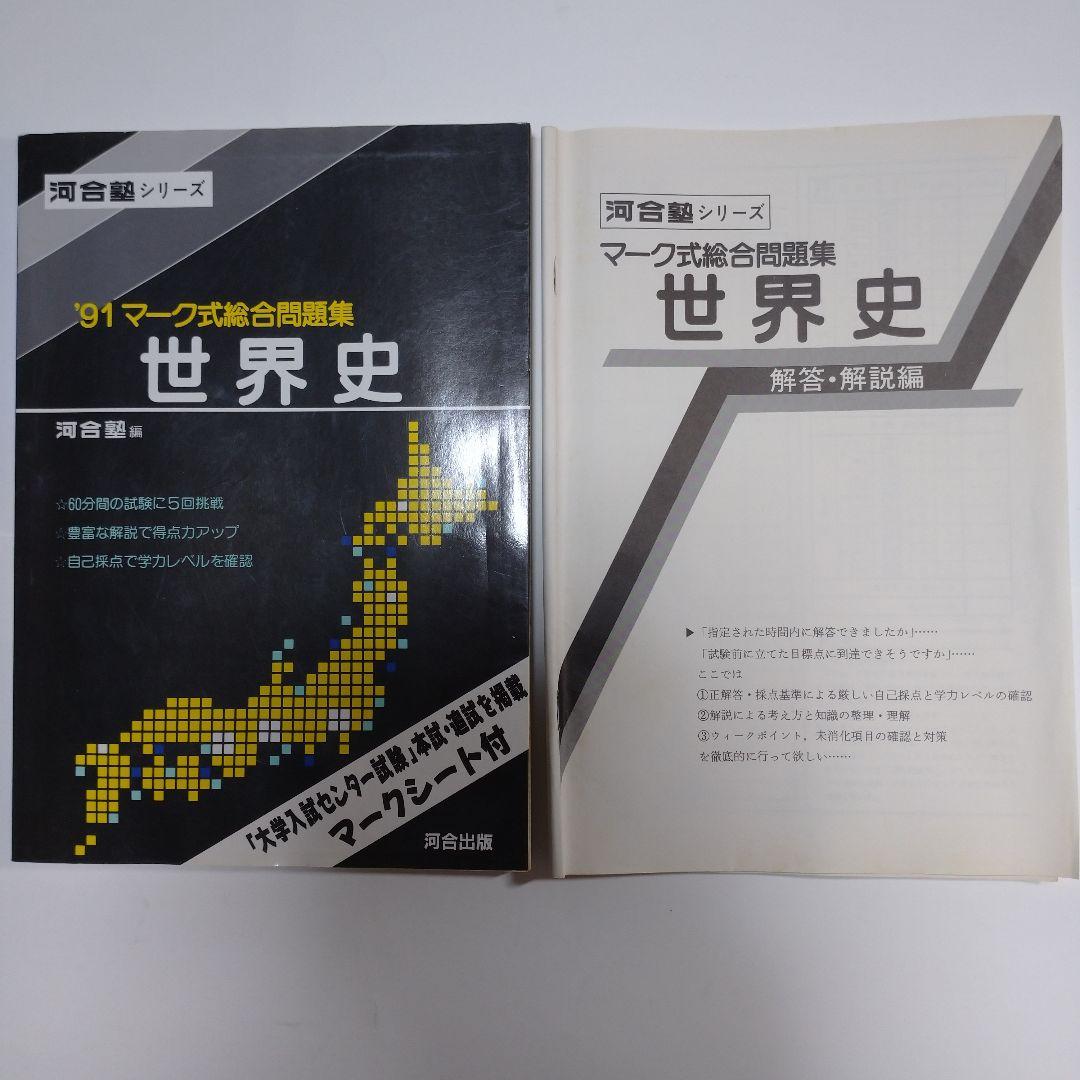 河合塾シリーズ
'91マーク式総合問題集
世界史
河合塾編
☆60分間の試験に5回挑戦
☆豊富な解説で得点力アップ
☆自己採点で学力レベルを確認
「大学入試センター試験」本試・追試を掲載
マークシート付
河合出版
河合塾シリーズ
マーク式総合問題集
世界史
解答・解説編
▶「指定された時間内に解答できましたか」……
「試験前に立てた目標点に到達できそうですか」……
ここでは
①正解答・採点基準による厳しい自己採点と学力レベルの確認
②解説による考え方と知識の整理・理解
③ウィークポイント，未消化項目の確認と対策
を徹底的に行って欲しい……